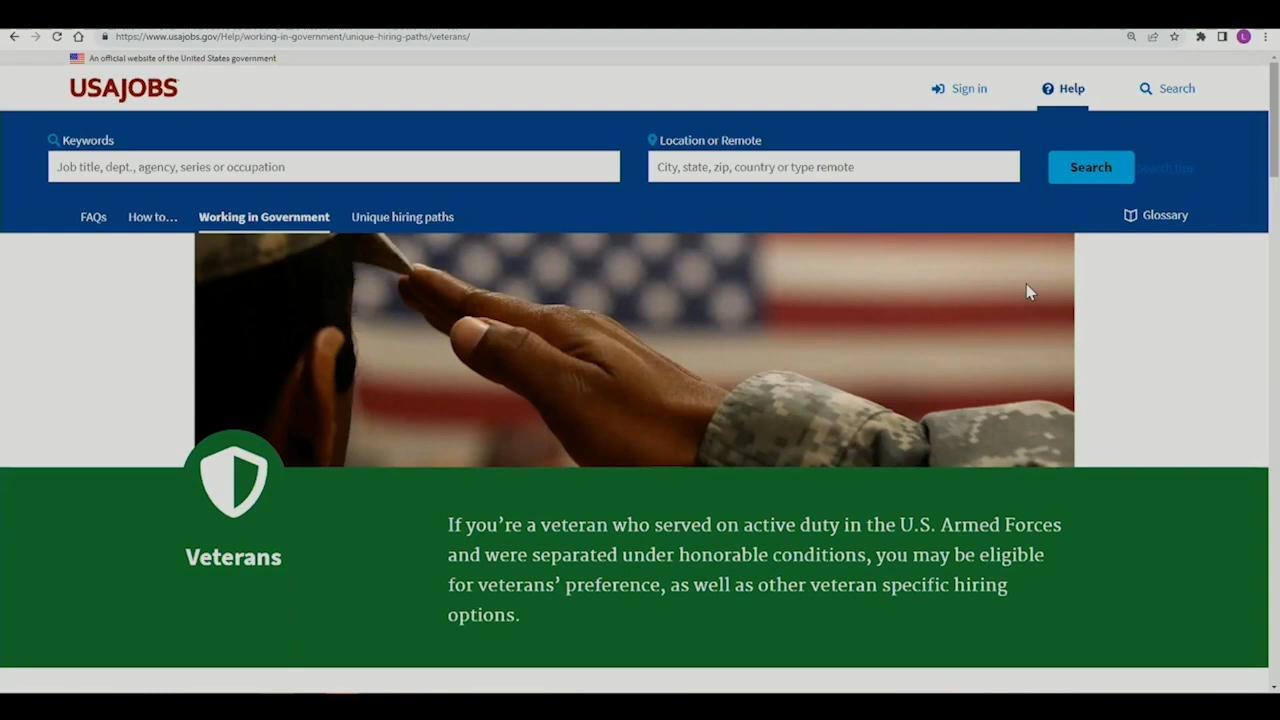 https://www.usajobs.gov/Help/working-in-government/unique-hiring-paths/veterans/
L
An official website of the United States government
USAJOBS
Sign in
Help
Search
Keywords
Location or Remote
Job title, dept., agency, series or occupation
City, state, zip, country or type remote
Search
Search tips
FAQs
How to...
Working in Government
Unique hiring paths
Glossary
Veterans
If you're a veteran who served on active duty in the U.S. Armed Forces
and were separated under honorable conditions, you may be eligible
for veterans' preference, as well as other veteran specific hiring
options.